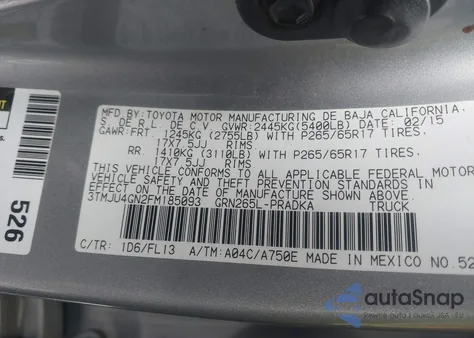 MFD.BY:TOYOTA MOTOR MANUFACTURING DE BAJA CALIFORNIA.
S. DE R.L. DE C.V. GVWR:2445KG(5400LB) DATE: 02/15
GAWR:FRT. 1245KG(2755LB) WITH P265/65R17 TIRES.
17X7.5JJ RIMS
RR. 1410KG(3110LB) WITH P265/65R17 TIRES.
17X7.5JJ RIMS
THIS VEHICLE CONFORMS TO ALL APPLICABLE FEDERAL MOTOR
VEHICLE SAFETY AND THEFT PREVENTION STANDARDS IN
EFFECT ON THE DATE OF MANUFACTURE SHOWN ABOVE.
3TMJU4GN2FM185093 GRN265L-PRADKA TRUCK
C/TR: 1D6/FL13 A/TM:A04C/A750E MADE IN MEXICO NO.52
526
autoSnap